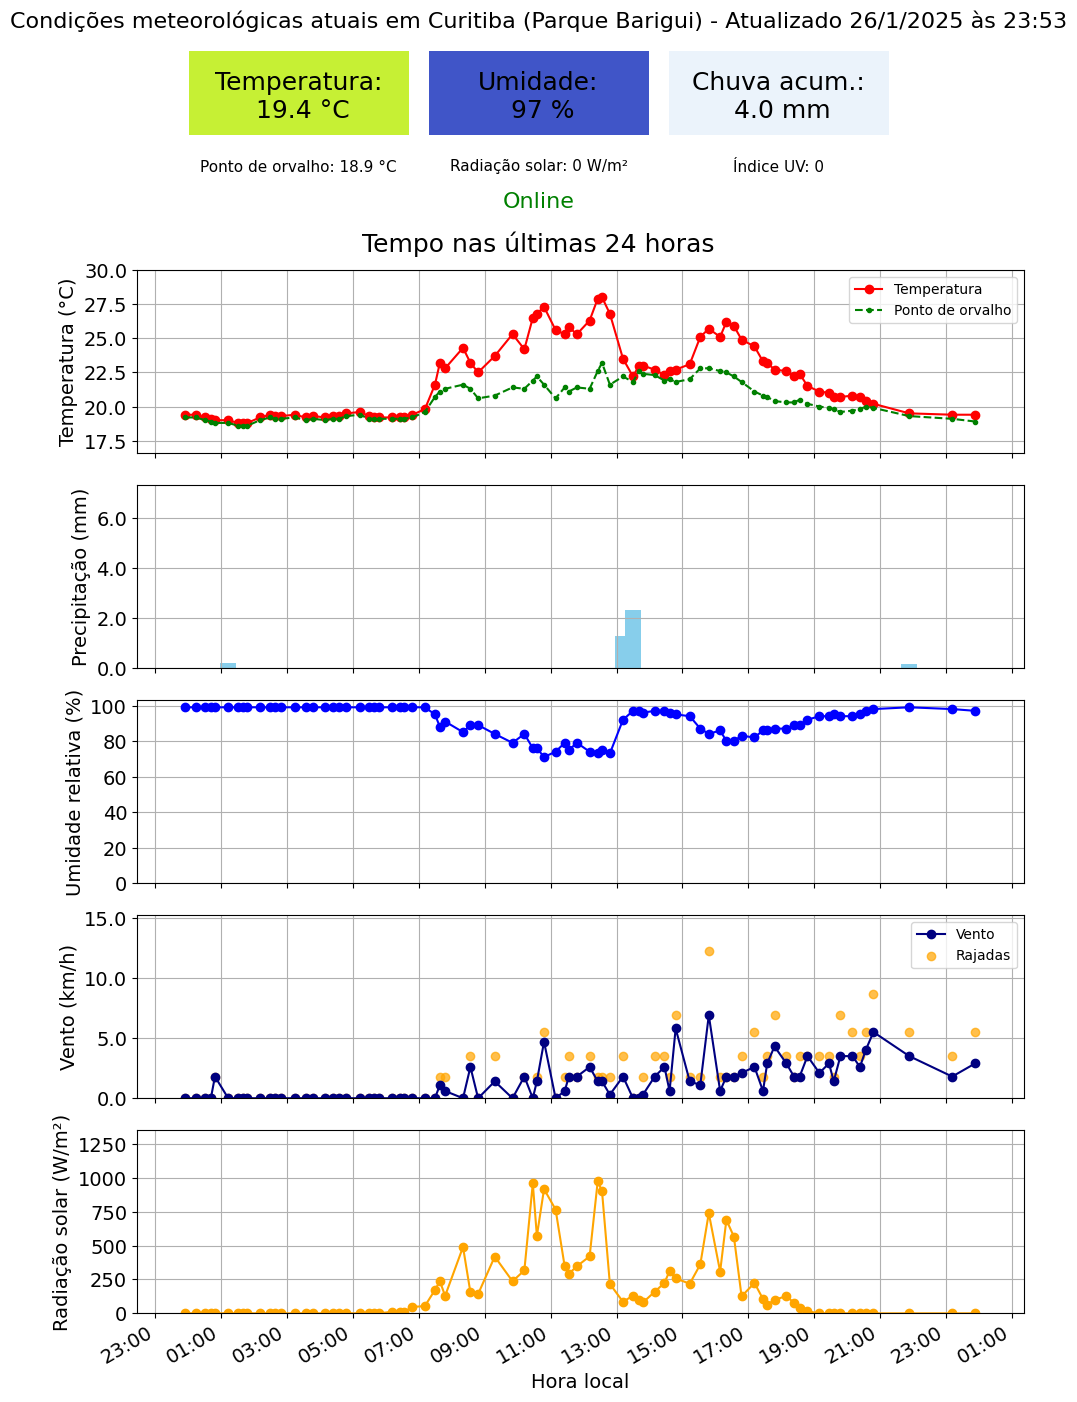 Condições meteorológicas atuais em Curitiba (Parque Barigui) - Atualizado 26/1/2025 às 23:53
Temperatura:
19.4 °C
Umidade:
97 %
Chuva acum.:
4.0 mm
Ponto de orvalho: 18.9 °C
Radiação solar: 0 W/m²
Índice UV: 0
Online
Tempo nas últimas 24 horas
Temperatura (°C)
30.0
27.5
25.0
22.5
20.0
17.5
Temperatura
Ponto de orvalho
Precipitação (mm)
6.0
4.0
2.0
0.0
Umidade relativa (%)
100
80
60
40
20
0
Vento (km/h)
15.0
10.0
5.0
0.0
Vento
Rajadas
Radiação solar (W/m²)
1250
1000
750
500
250
0
23:00
01:00
03:00
05:00
07:00
09:00
11:00
13:00
15:00
17:00
19:00
21:00
23:00
01:00
Hora local